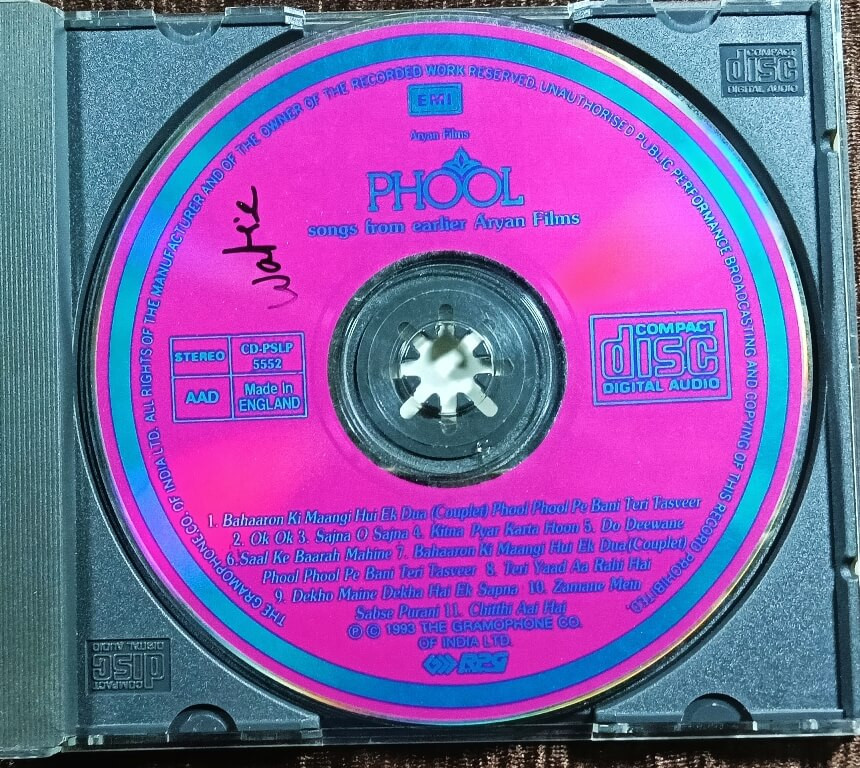 COMPACT
disc
DIGITAL AUDIO
THE GRAMOPHONE CO. OF INDIA LTD. ALL RIGHTS OF THE MANUFACTURER AND OF THE OWNER OF THE RECORDED WORK RESERVED. UNAUTHORISED PUBLIC PERFORMANCE BROADCASTING AND COPYING OF THIS RECORD PROHIBITED.
EMI
Aryan Films
PHOOL
songs from earlier Aryan Films
STEREO
CD-PSLP
5552
AAD
Made In
ENGLAND
COMPACT
disc
DIGITAL AUDIO
1. Bahaaron Ki Maangi Hui Ek Dua (Couplet) Phool Phool Pe Bani Teri Tasveer
2. Ok Ok 3. Sajna O Sajna 4. Kitna Pyar Karta Hoon 5. Do Deewane
6. Saal Ke Baarah Mahine 7. Bahaaron Ki Maangi Hui Ek Dua(Couplet)
Phool Phool Pe Bani Teri Tasveer 8. Teri Yaad Aa Rahi Hai
9. Dekho Maine Dekha Hai Ek Supna 10. Zamane Mein
Sabse Purani 11. Chitthi Aai Hai
℗ © 1993 THE GRAMOPHONE CO.
OF INDIA LTD.
RPG
COMPACT
disc
DIGITAL AUDIO